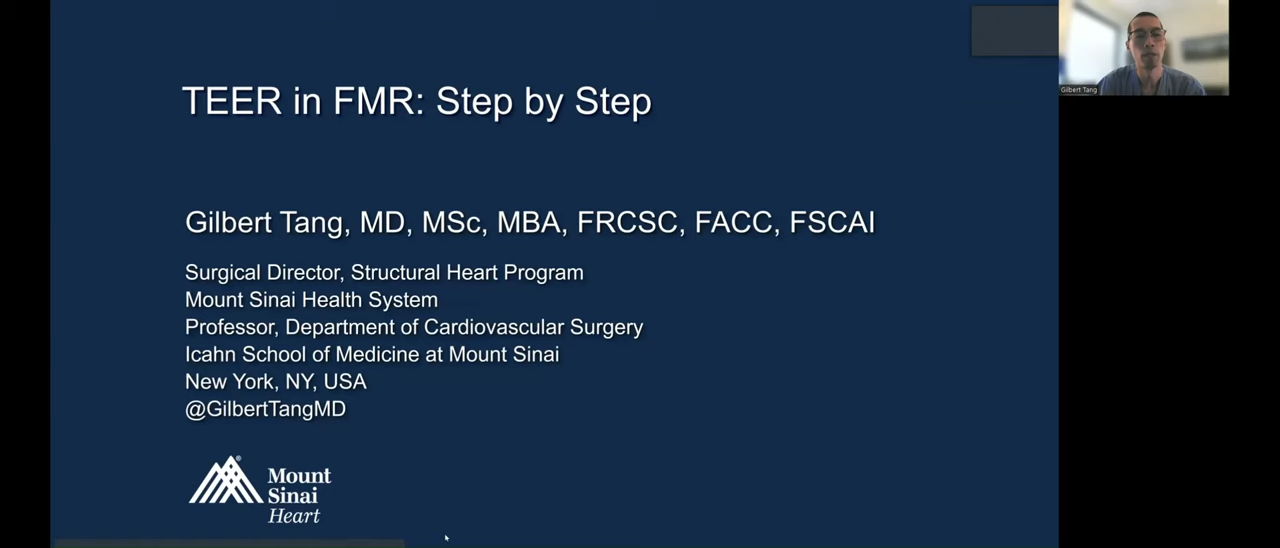 TEER in FMR: Step by Step
Gilbert Tang, MD, MSc, MBA, FRCSC, FACC, FSCAI
Surgical Director, Structural Heart Program
Mount Sinai Health System
Professor, Department of Cardiovascular Surgery
Icahn School of Medicine at Mount Sinai
New York, NY, USA
@GilbertTangMD
Mount
Sinai
Heart
Gilbert Tang